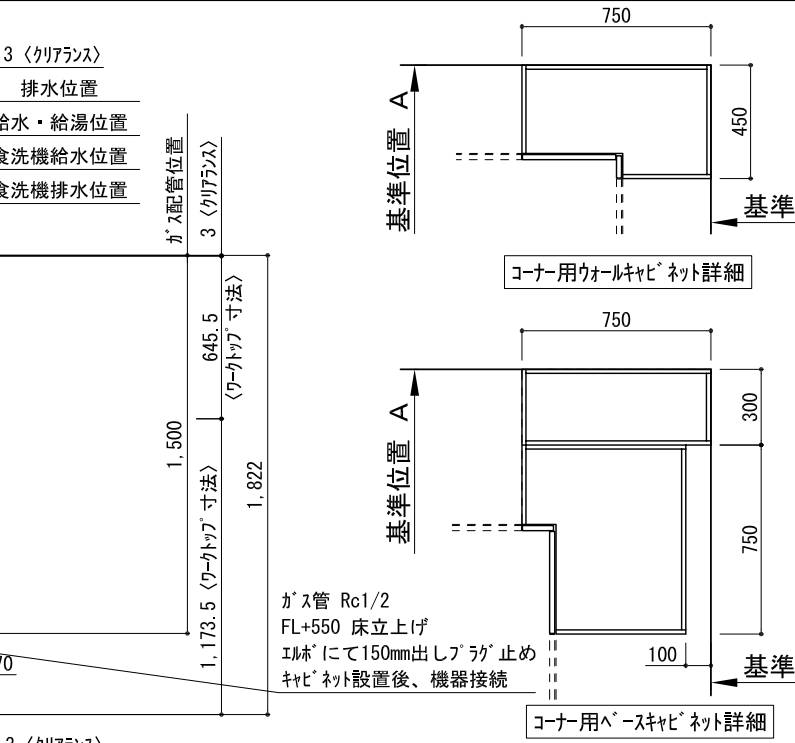 3 〈クリアランス〉
排水位置
給水・給湯位置
食洗機給水位置
食洗機排水位置
ガス配管位置
3 〈クリアランス〉
1,500
645.5
〈ワークトップ寸法〉
1,173.5 〈ワークトップ寸法〉
1,822
ガス管 Rc1/2
FL+550 床立上げ
エルボにて150mm出しプラグ止め
キャビネット設置後、機器接続
70
750
450
基準位置 A
基準
コーナー用ウォールキャビネット詳細
750
300
750
100
基準位置 A
基準
コーナー用ベースキャビネット詳細